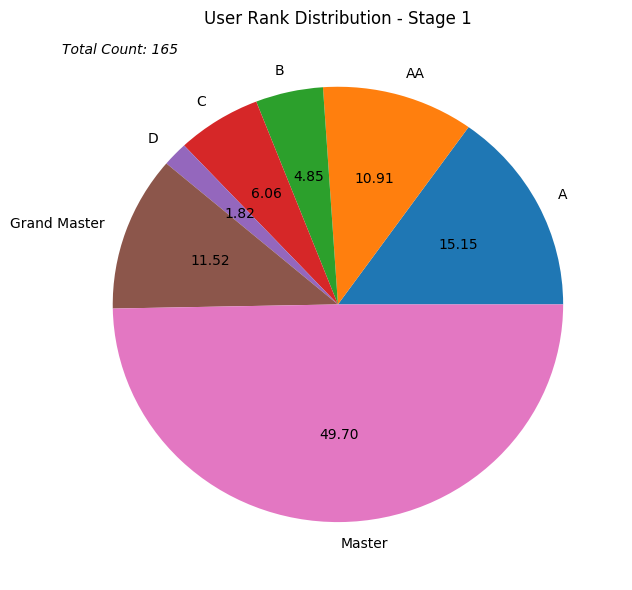 User Rank Distribution - Stage 1
Total Count: 165
B
AA
C
D
A
4.85
10.91
6.06
1.82
Grand Master
15.15
11.52
49.70
Master